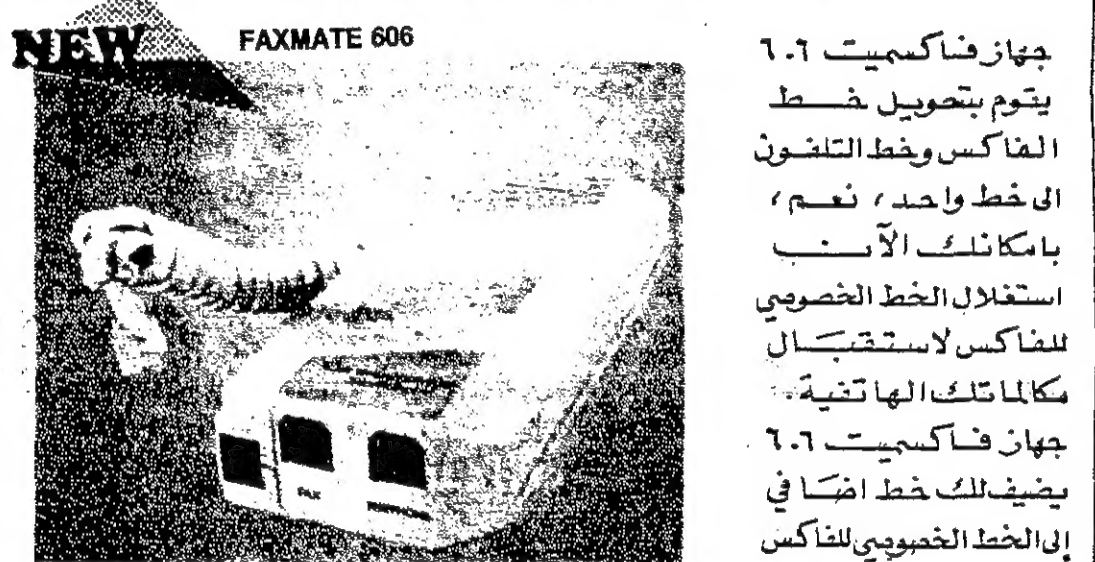 NEW
FAXMATE 606
FAX
جهاز فاكسميت ٦٠٦
يقوم بتحويل خط
الفاكس وخط التلفون
الى خط واحد، نعم،
بامكانك الآن
استغلال الخط الخصوصي
للفاكس لاستقبال
مكالماتك الهاتفية.
جهاز فاكسميت ٦٠٦
يضيف لك خط اضافي
إلى الخط الخصوصي للفاكس